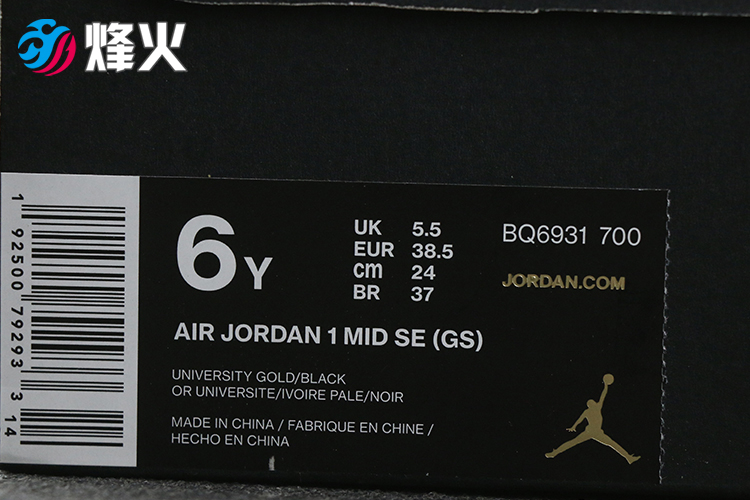 烽火
6Y
UK 5.5
EUR 38.5
cm 24
BR 37
BQ6931 700
JORDAN.COM
AIR JORDAN 1 MID SE (GS)
UNIVERSITY GOLD/BLACK
OR UNIVERSITE/IVOIRE PALE/NOIR
MADE IN CHINA / FABRIQUE EN CHINE /
HECHO EN CHINA
1 92500 79293 3 14